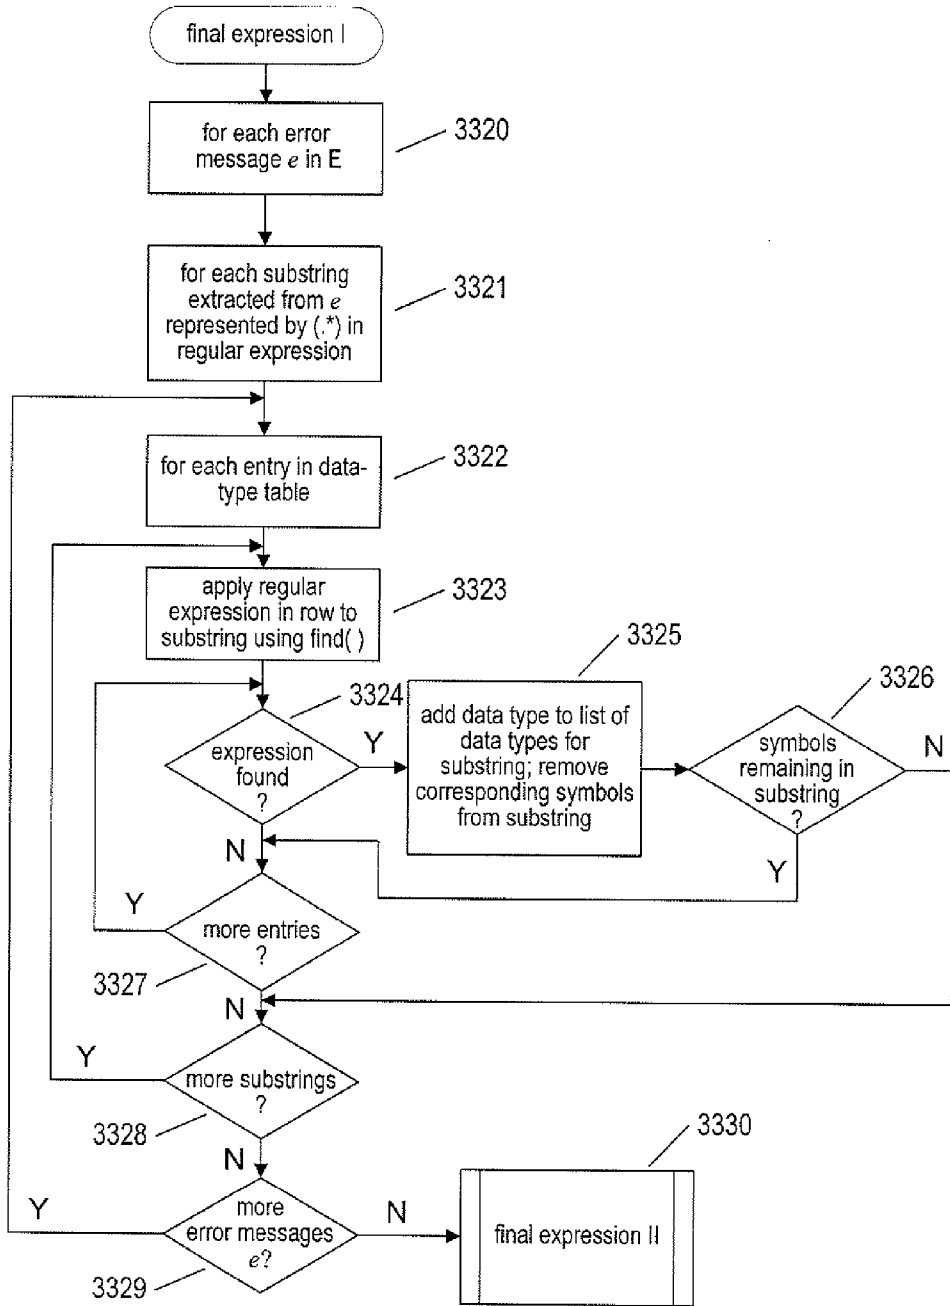 final expression I
for each error
message e in E
3320
for each substring
extracted from e
represented by (.*) in
regular expression
3321
for each entry in data-
type table
3322
apply regular
expression in row to
substring using find( )
3323
expression
found
?
3324
Y
N
add data type to list of
data types for
substring; remove
corresponding symbols
from substring
3325
symbols
remaining in
substring
?
3326
N
Y
more entries
?
3327
Y
N
more substrings
?
3328
Y
N
more
error messages
e?
3329
Y
N
final expression II
3330